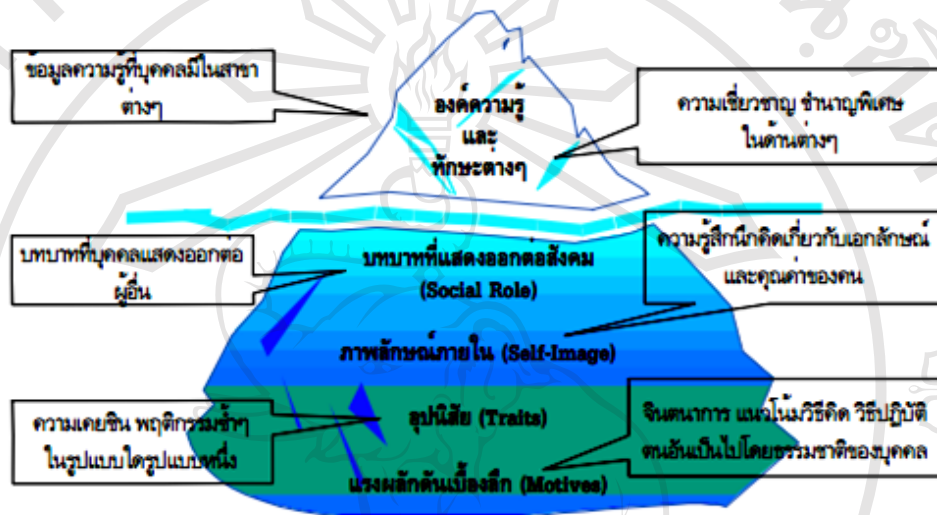 ข้อมูลความรู้ที่บุคคลมีในสาขา
ต่างๆ
องค์ความรู้
และ
ทักษะต่างๆ
ความเชี่ยวชาญ ชำนาญพิเศษ
ในด้านต่างๆ
บทบาทที่บุคคลแสดงออกต่อ
ผู้อื่น
บทบาทที่แสดงออกต่อสังคม
(Social Role)
ความรู้สึกนึกคิดเกี่ยวกับเอกลักษณ์
และคุณค่าของตน
ภาพลักษณ์ภายใน (Self-Image)
ความเคยชิน พฤติกรรมซ้ำๆ
ในรูปแบบใดรูปแบบหนึ่ง
อุปนิสัย (Traits)
จินตนาการ แนวโน้มวิธีคิด วิธีปฏิบัติ
ตนอันเป็นไปโดยธรรมชาติของบุคคล
แรงผลักดันเบื้องลึก (Motives)